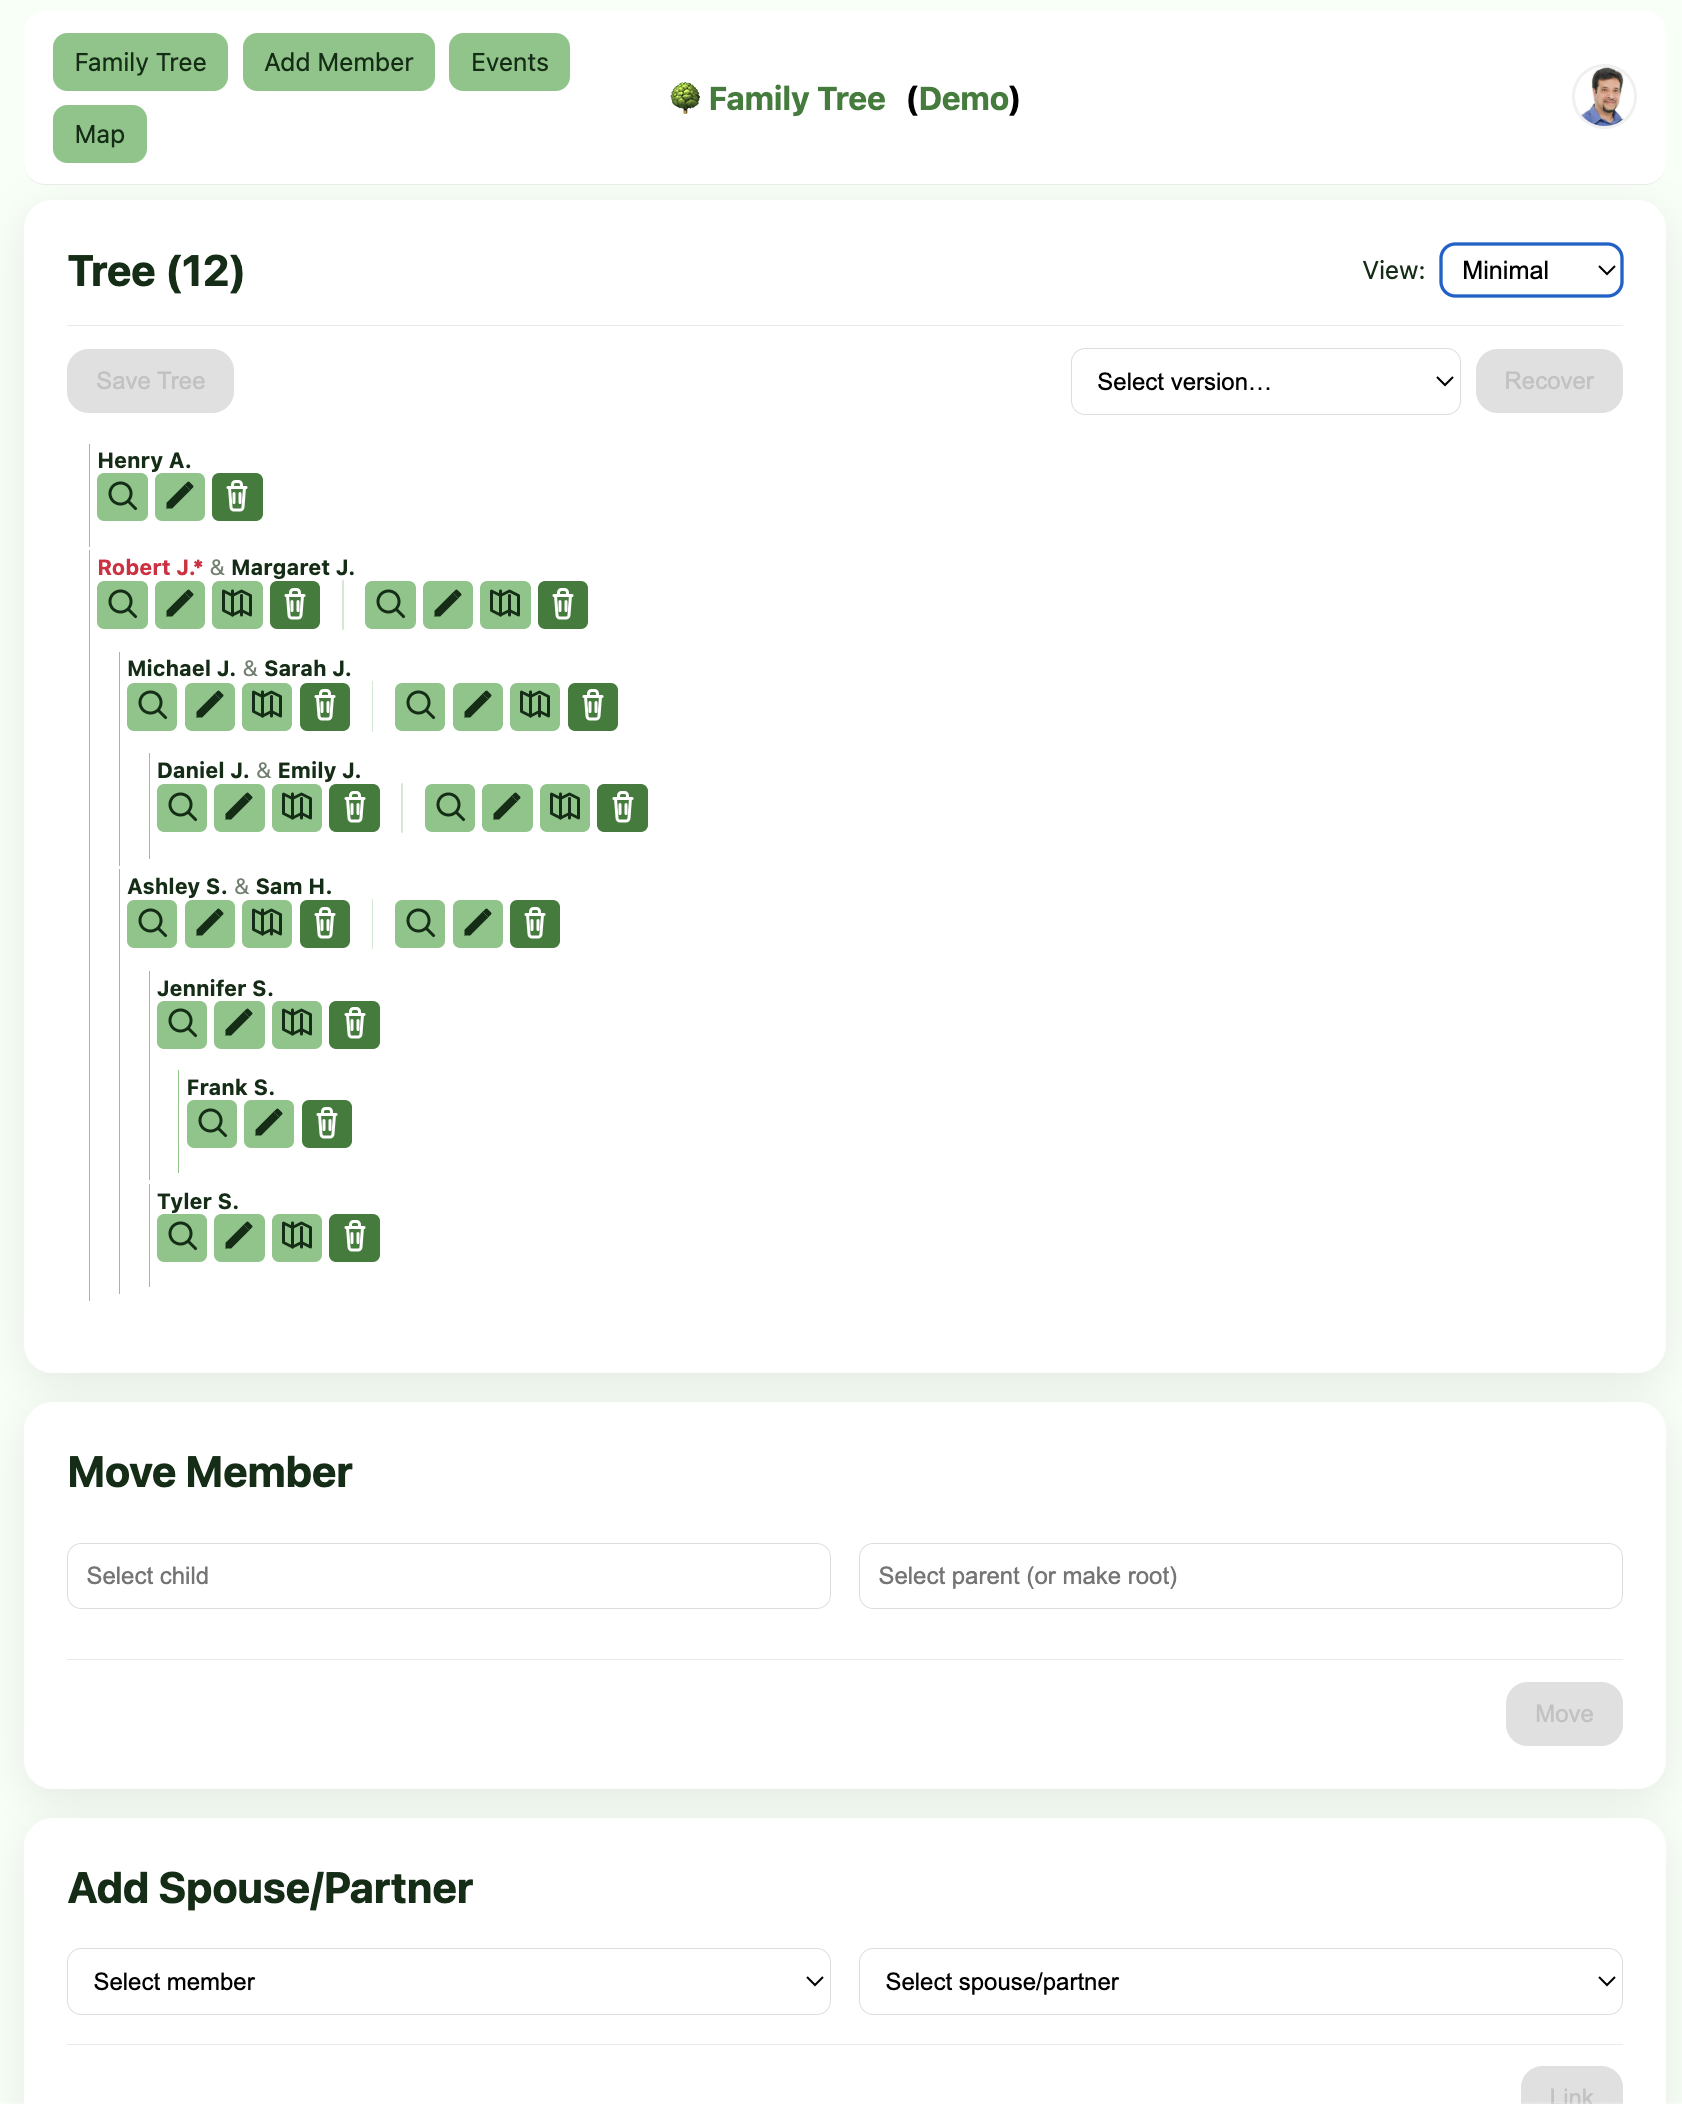 Family Tree Add Member Events
Map
Family Tree (Demo)
Tree (12)
View: Minimal
Save Tree Select version... Recover
Henry A.
Robert J.* & Margaret J.
Michael J. & Sarah J.
Daniel J. & Emily J.
Ashley S. & Sam H.
Jennifer S.
Frank S.
Tyler S.
Move Member
Select child Select parent (or make root)
Move
Add Spouse/Partner
Select member Select spouse/partner
Link